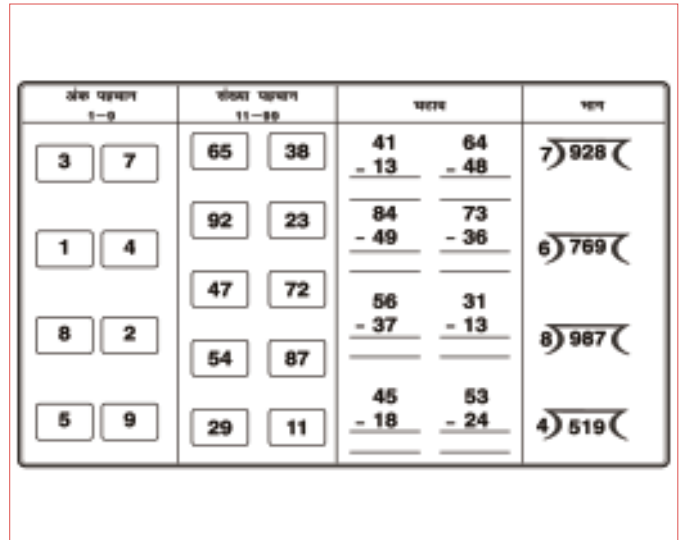 अंक पहचान
1-9
3 7
1 4
8 2
5 9
संख्या पहचान
11-99
65 38
92 23
47 72
54 87
29 11
घटाव
41 64
- 13 - 48
84 73
- 49 - 36
56 31
- 37 - 13
45 53
- 18 - 24
भाग
7)928(
6)769(
8)987(
4)519(